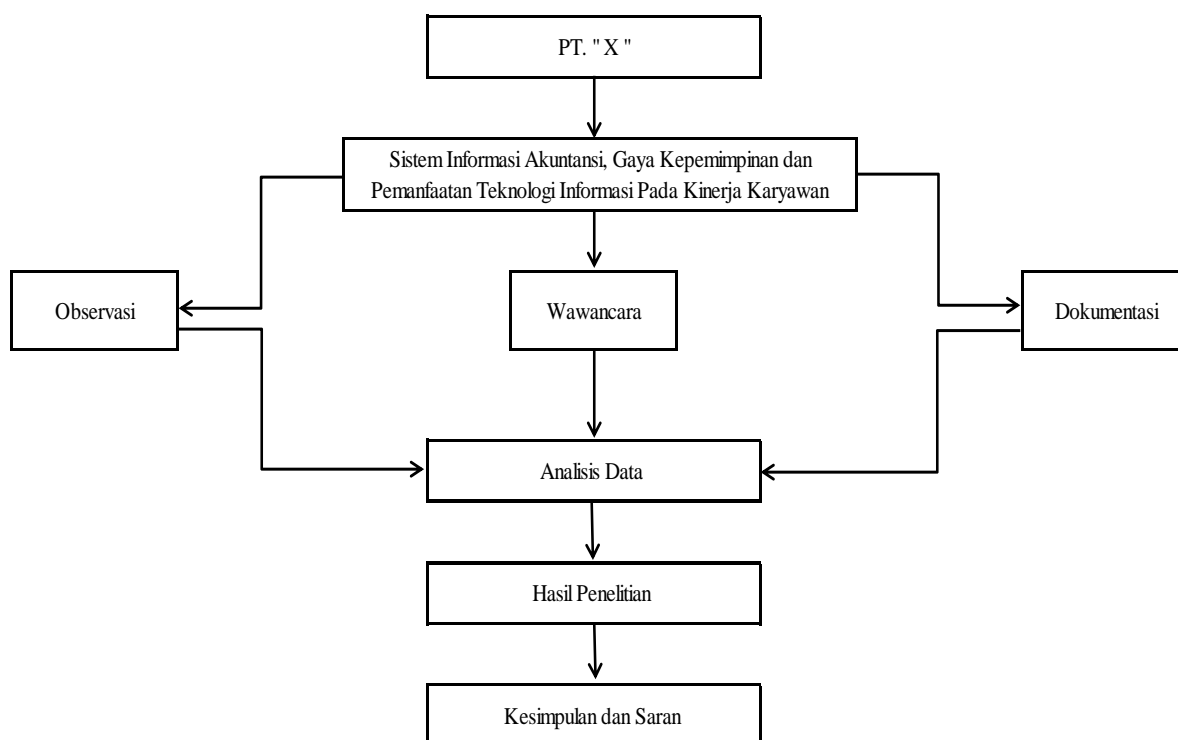 PT. " X "
Sistem Informasi Akuntansi, Gaya Kepemimpinan dan
Pemanfaatan Teknologi Informasi Pada Kinerja Karyawan
Observasi
Wawancara
Dokumentasi
Analisis Data
Hasil Penelitian
Kesimpulan dan Saran